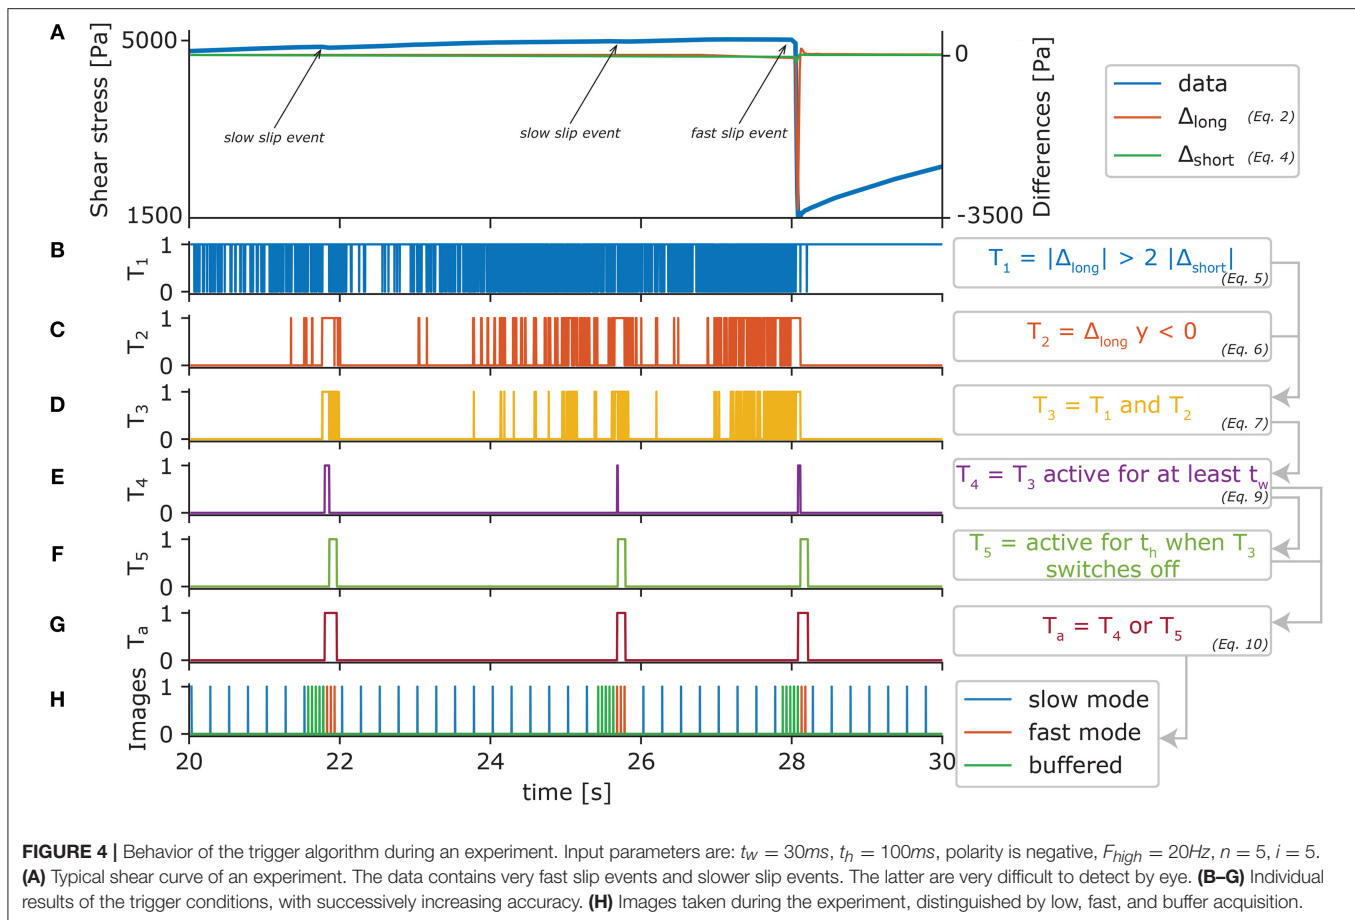 A
5000
1500
Shear stress [Pa]
slow slip event
slow slip event
fast slip event
0
-3500
Differences [Pa]
data
Δlong (Eq. 2)
Δshort (Eq. 4)
B
1
0
T1
T1 = |Δlong| > 2 |Δshort|
(Eq. 5)
C
1
0
T2
T2 = Δlong y < 0
(Eq. 6)
D
1
0
T3
T3 = T1 and T2
(Eq. 7)
E
1
0
T4
T4 = T3 active for at least tw
(Eq. 9)
F
1
0
T5
T5 = active for th when T3
switches off
G
1
0
Ta
Ta = T4 or T5
(Eq. 10)
H
1
0
Images
slow mode
fast mode
buffered
20 22 24 26 28 30
time [s]
FIGURE 4 | Behavior of the trigger algorithm during an experiment. Input parameters are: tw = 30ms, th = 100ms, polarity is negative, Fhigh = 20Hz, n = 5, i = 5.
(A) Typical shear curve of an experiment. The data contains very fast slip events and slower slip events. The latter are very difficult to detect by eye. (B–G) Individual
results of the trigger conditions, with successively increasing accuracy. (H) Images taken during the experiment, distinguished by low, fast, and buffer acquisition.